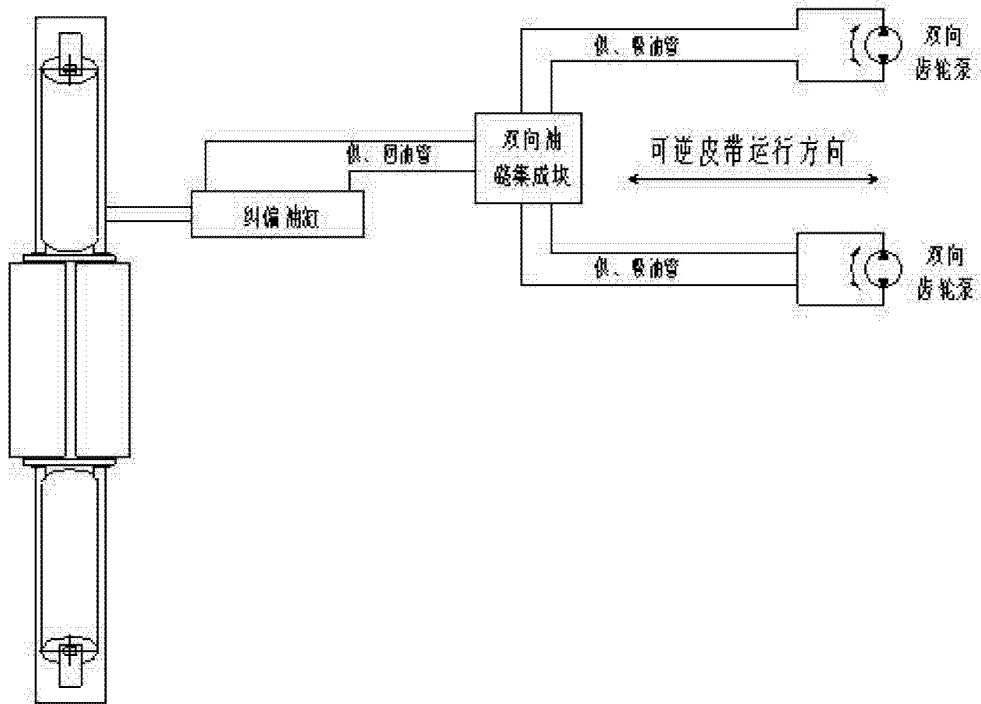 供、吸油管
双向
齿轮泵
双向油
路集成块
供、回油管
可逆皮带运行方向
纠偏油缸
供、吸油管
双向
齿轮泵